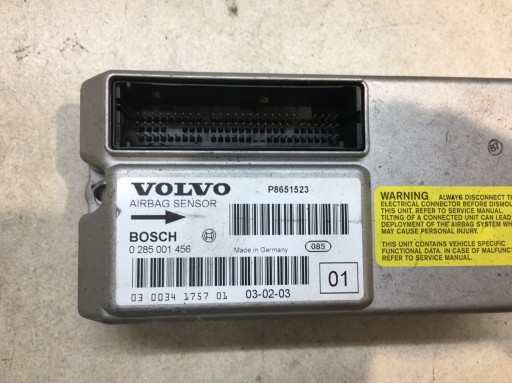 VOLVO P8651523
AIRBAG SENSOR
BOSCH Made in Germany 085
0 285 001 456
03 0034 1757 01 03-02-03 01
WARNING ALWAYS DISCONNECT
ELECTRICAL CONNECTOR BEFORE
THIS UNIT. REFER TO SERVICE MANUAL.
TILTING OF A CONNECTED UNIT CAN LEAD
DEPLOYMENT OF THE AIRBAG SYSTEM
MAY CAUSE PERSONAL INJURY.
THIS UNIT CONTAINS VEHICLE SPECIFIC
FUNCTIONAL DATA. IN CASE OF
REFER TO SERVICE MANUAL.